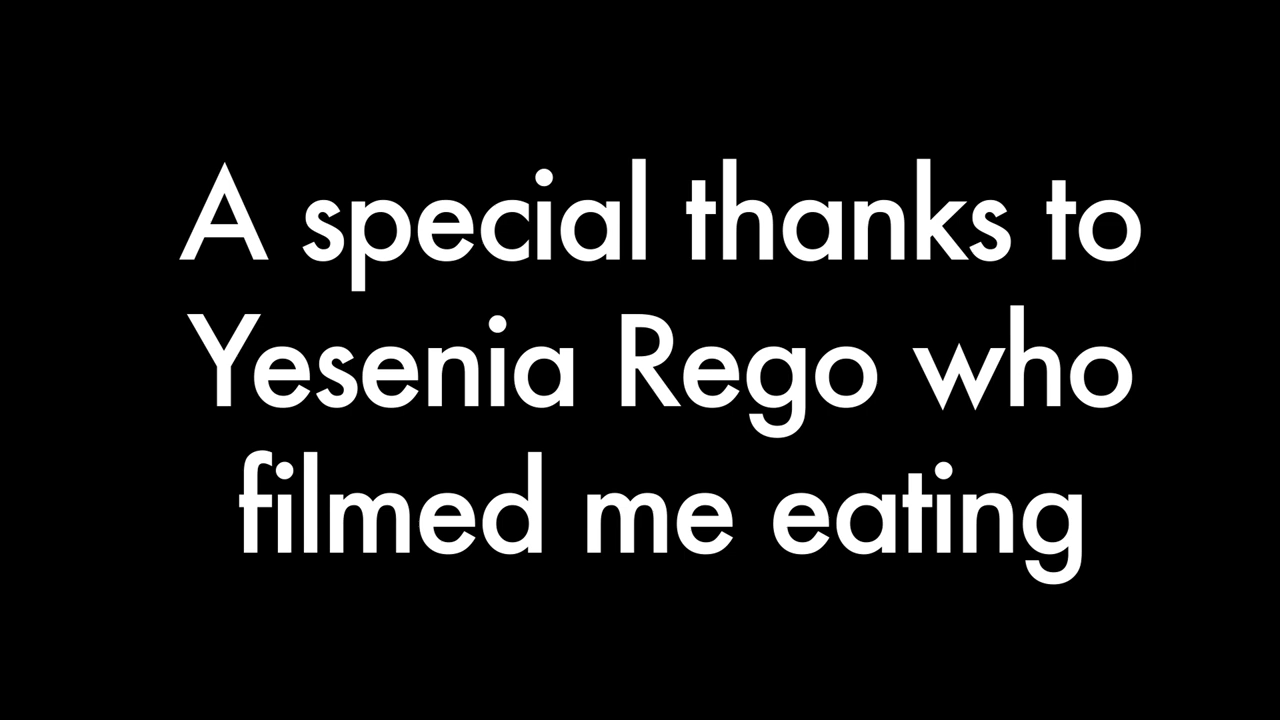 A special thanks to
Yesenia Rego who
filmed me eating